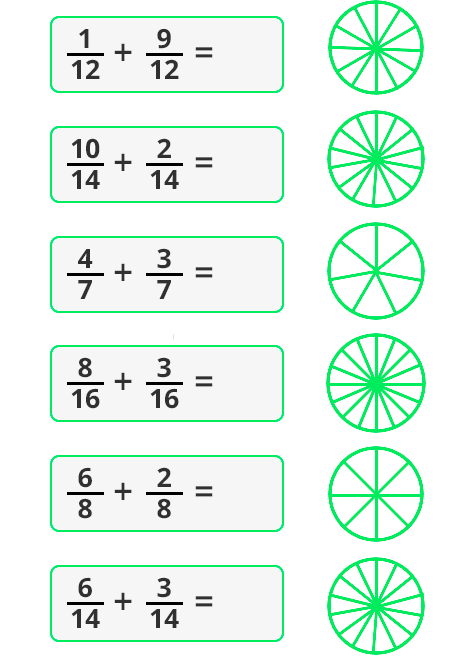 1/12 + 9/12 =
10/14 + 2/14 =
4/7 + 3/7 =
8/16 + 3/16 =
6/8 + 2/8 =
6/14 + 3/14 =